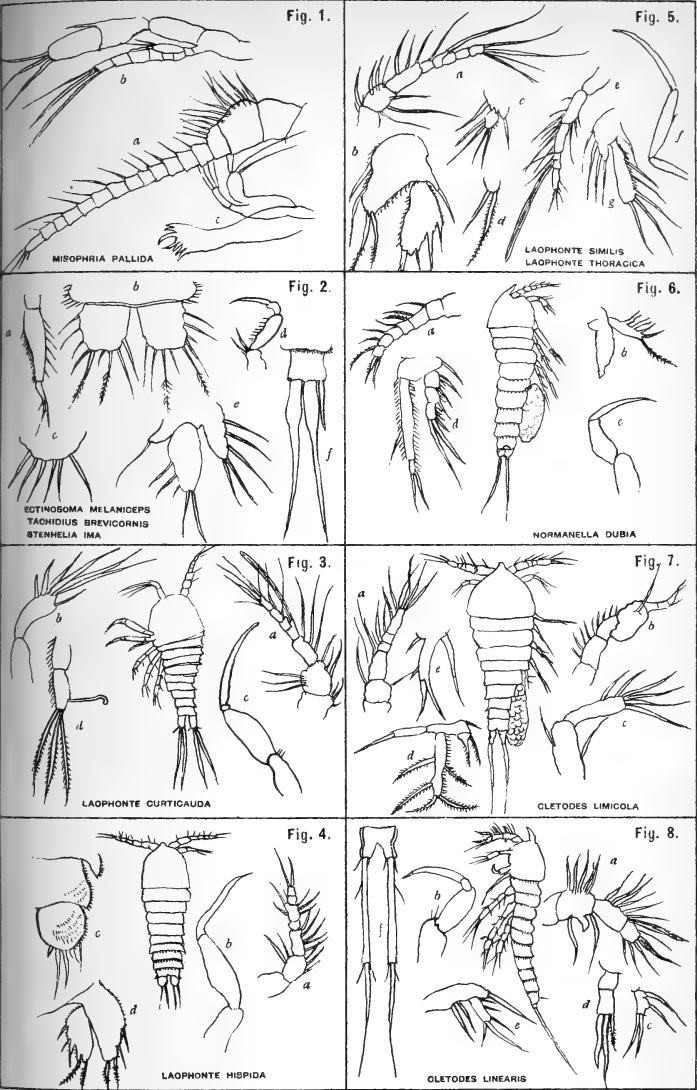 Fig. 1.
b
a
c
MISOPHRIA PALLIDA
Fig. 5.
a
c
e
b
f
d
g
LAOPHONTE SIMILIS
LAOPHONTE THORACICA
Fig. 2.
b
a
d
e
c
f
ECTINOSOMA MELANICEPS
TACHIDIUS BREVICORNIS
STENHELIA IMA
Fig. 6.
a
b
d
c
NORMANELLA DUBIA
Fig. 3.
b
a
c
d
LAOPHONTE CURTICAUDA
Fig. 7.
a
b
e
c
d
CLETODES LIMICOLA
Fig. 4.
c
b
a
d
LAOPHONTE HISPIDA
Fig. 8.
a
b
f
d
c
e
CLETODES LINEARIS